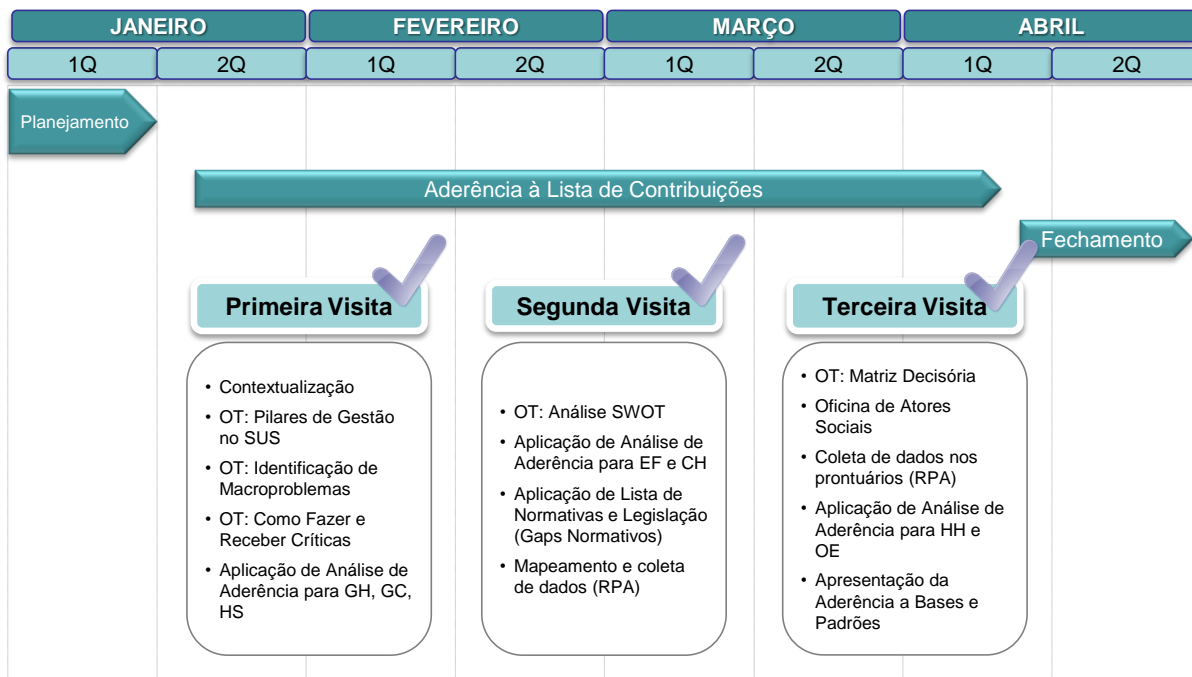 JANEIRO
FEVEREIRO
MARÇO
ABRIL
1Q
2Q
1Q
2Q
1Q
2Q
1Q
2Q
Planejamento
Aderência à Lista de Contribuições
Fechamento
Primeira Visita
• Contextualização
• OT: Pilares de Gestão
no SUS
• OT: Identificação de
Macroproblemas
• OT: Como Fazer e
Receber Críticas
• Aplicação de Análise de
Aderência para GH, GC,
HS
Segunda Visita
• OT: Análise SWOT
• Aplicação de Análise de
Aderência para EF e CH
• Aplicação de Lista de
Normativas e Legislação
(Gaps Normativos)
• Mapeamento e coleta
de dados (RPA)
Terceira Visita
• OT: Matriz Decisória
• Oficina de Atores
Sociais
• Coleta de dados nos
prontuários (RPA)
• Aplicação de Análise de
Aderência para HH e
OE
• Apresentação da
Aderência a Bases e
Padrões